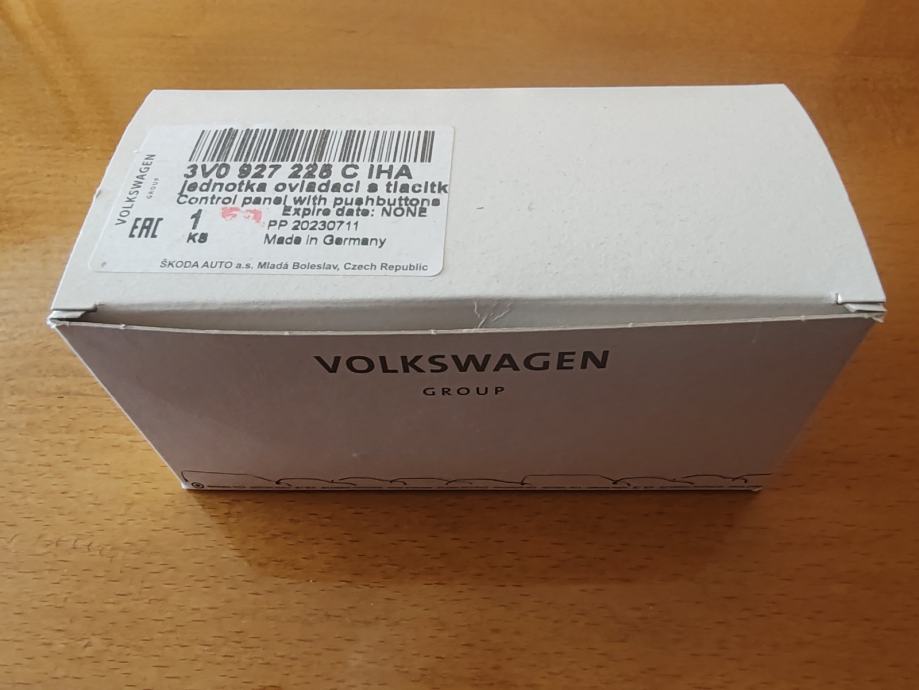 VOLKSWAGEN
GROUP
3V0 927 225 C IHA
jednotka ovladaci s tlacitk
Control panel with pushbuttons
1 Expire date: NONE
EAC PP 20230711
KS Made in Germany
ŠKODA AUTO a.s. Mladá Boleslav, Czech Republic
VOLKSWAGEN
GROUP